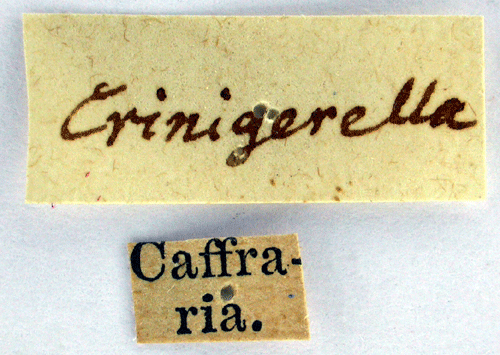 Crinigerella
Caffra-
ria.